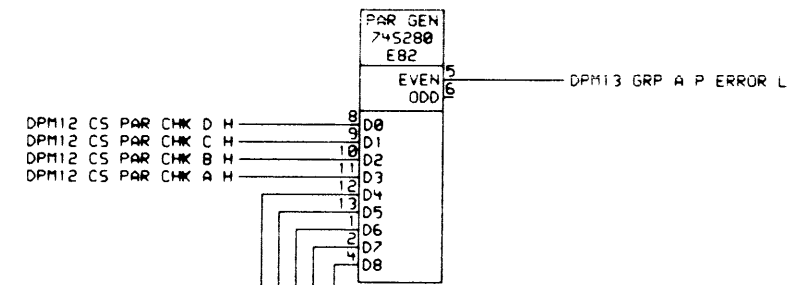 PAR GEN
74S280
E82
EVEN 5 DPM13 GRP A P ERROR L
ODD 6
DPM12 CS PAR CHK D H 8 D0
DPM12 CS PAR CHK C H 9 D1
DPM12 CS PAR CHK B H 10 D2
DPM12 CS PAR CHK A H 11 D3
12 D4
13 D5
1 D6
2 D7
4 D8